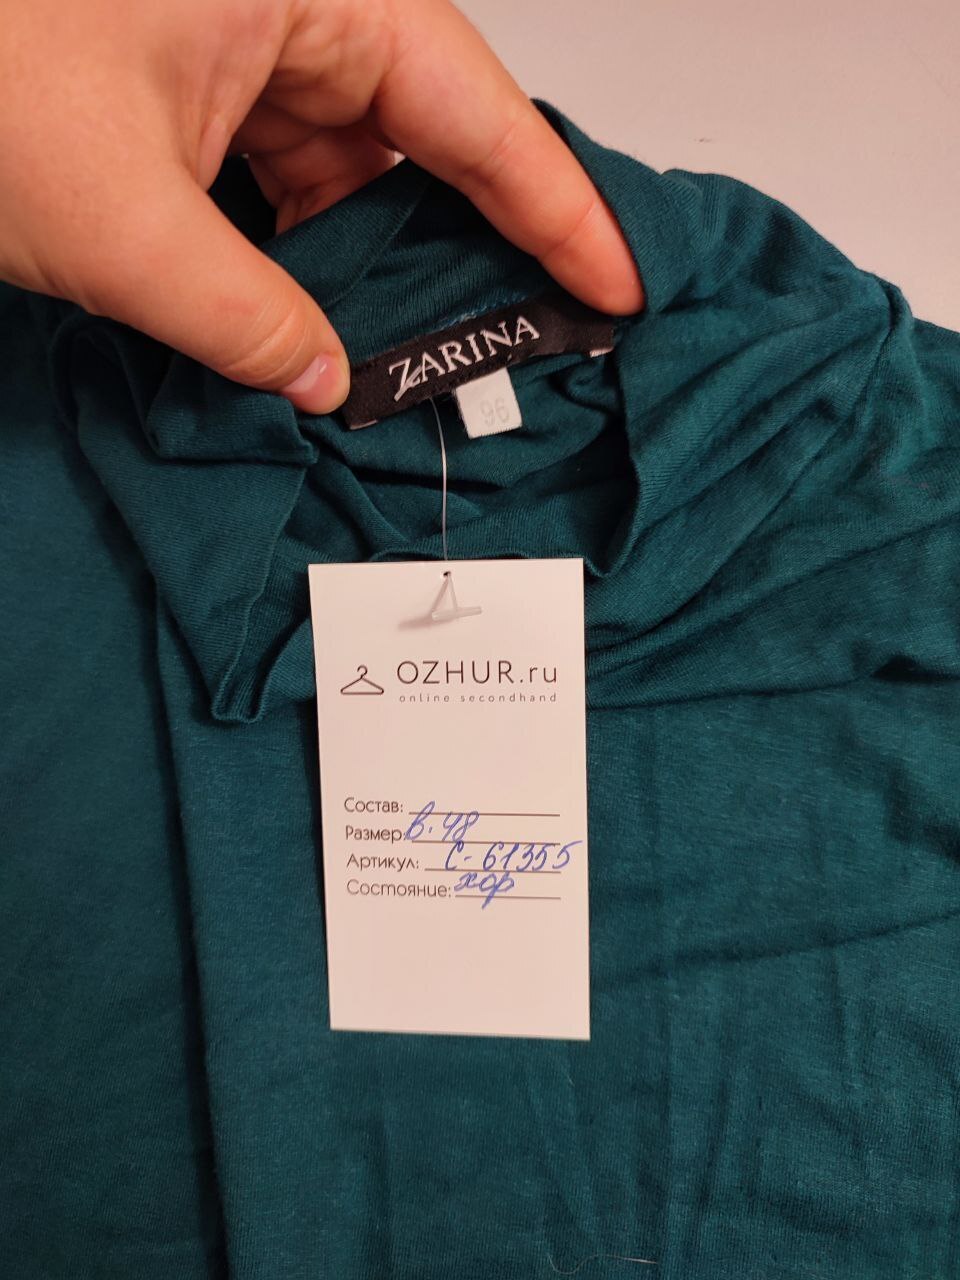 ZARINA
96
OZHUR.ru
online secondhand
Состав:
Размер: в. 48
Артикул: С-61355
Состояние: хор